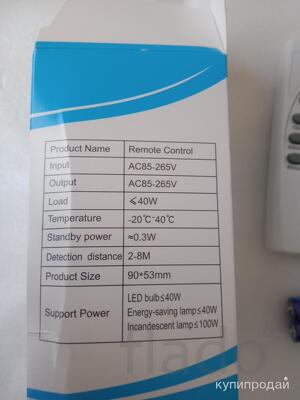 Product Name Remote Control
Input AC85-265V
Output AC85-265V
Load ≤40W
Temperature -20℃-40℃
Standby power ≈0.3W
Detection distance 2-8M
Product Size 90*53mm
Support Power LED bulb≤40W
Energy-saving lamp≤40W
Incandescent lamp≤100W
flado
купипродай